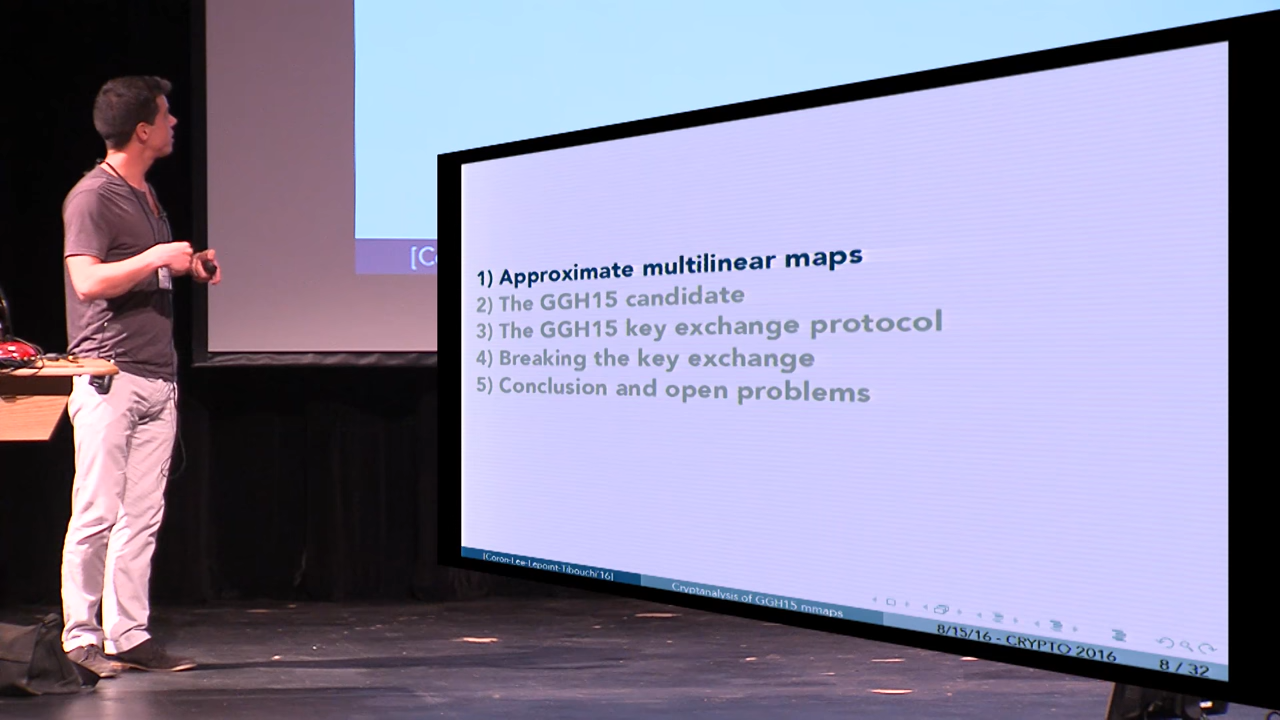 [C
1) Approximate multilinear maps
2) The GGH15 candidate
3) The GGH15 key exchange protocol
4) Breaking the key exchange
5) Conclusion and open problems
[Coron-Lee-Lepoint-Tibouchi'16]
Cryptanalysis of GGH15 mmaps
8/15/16 - CRYPTO 2016
8 / 32